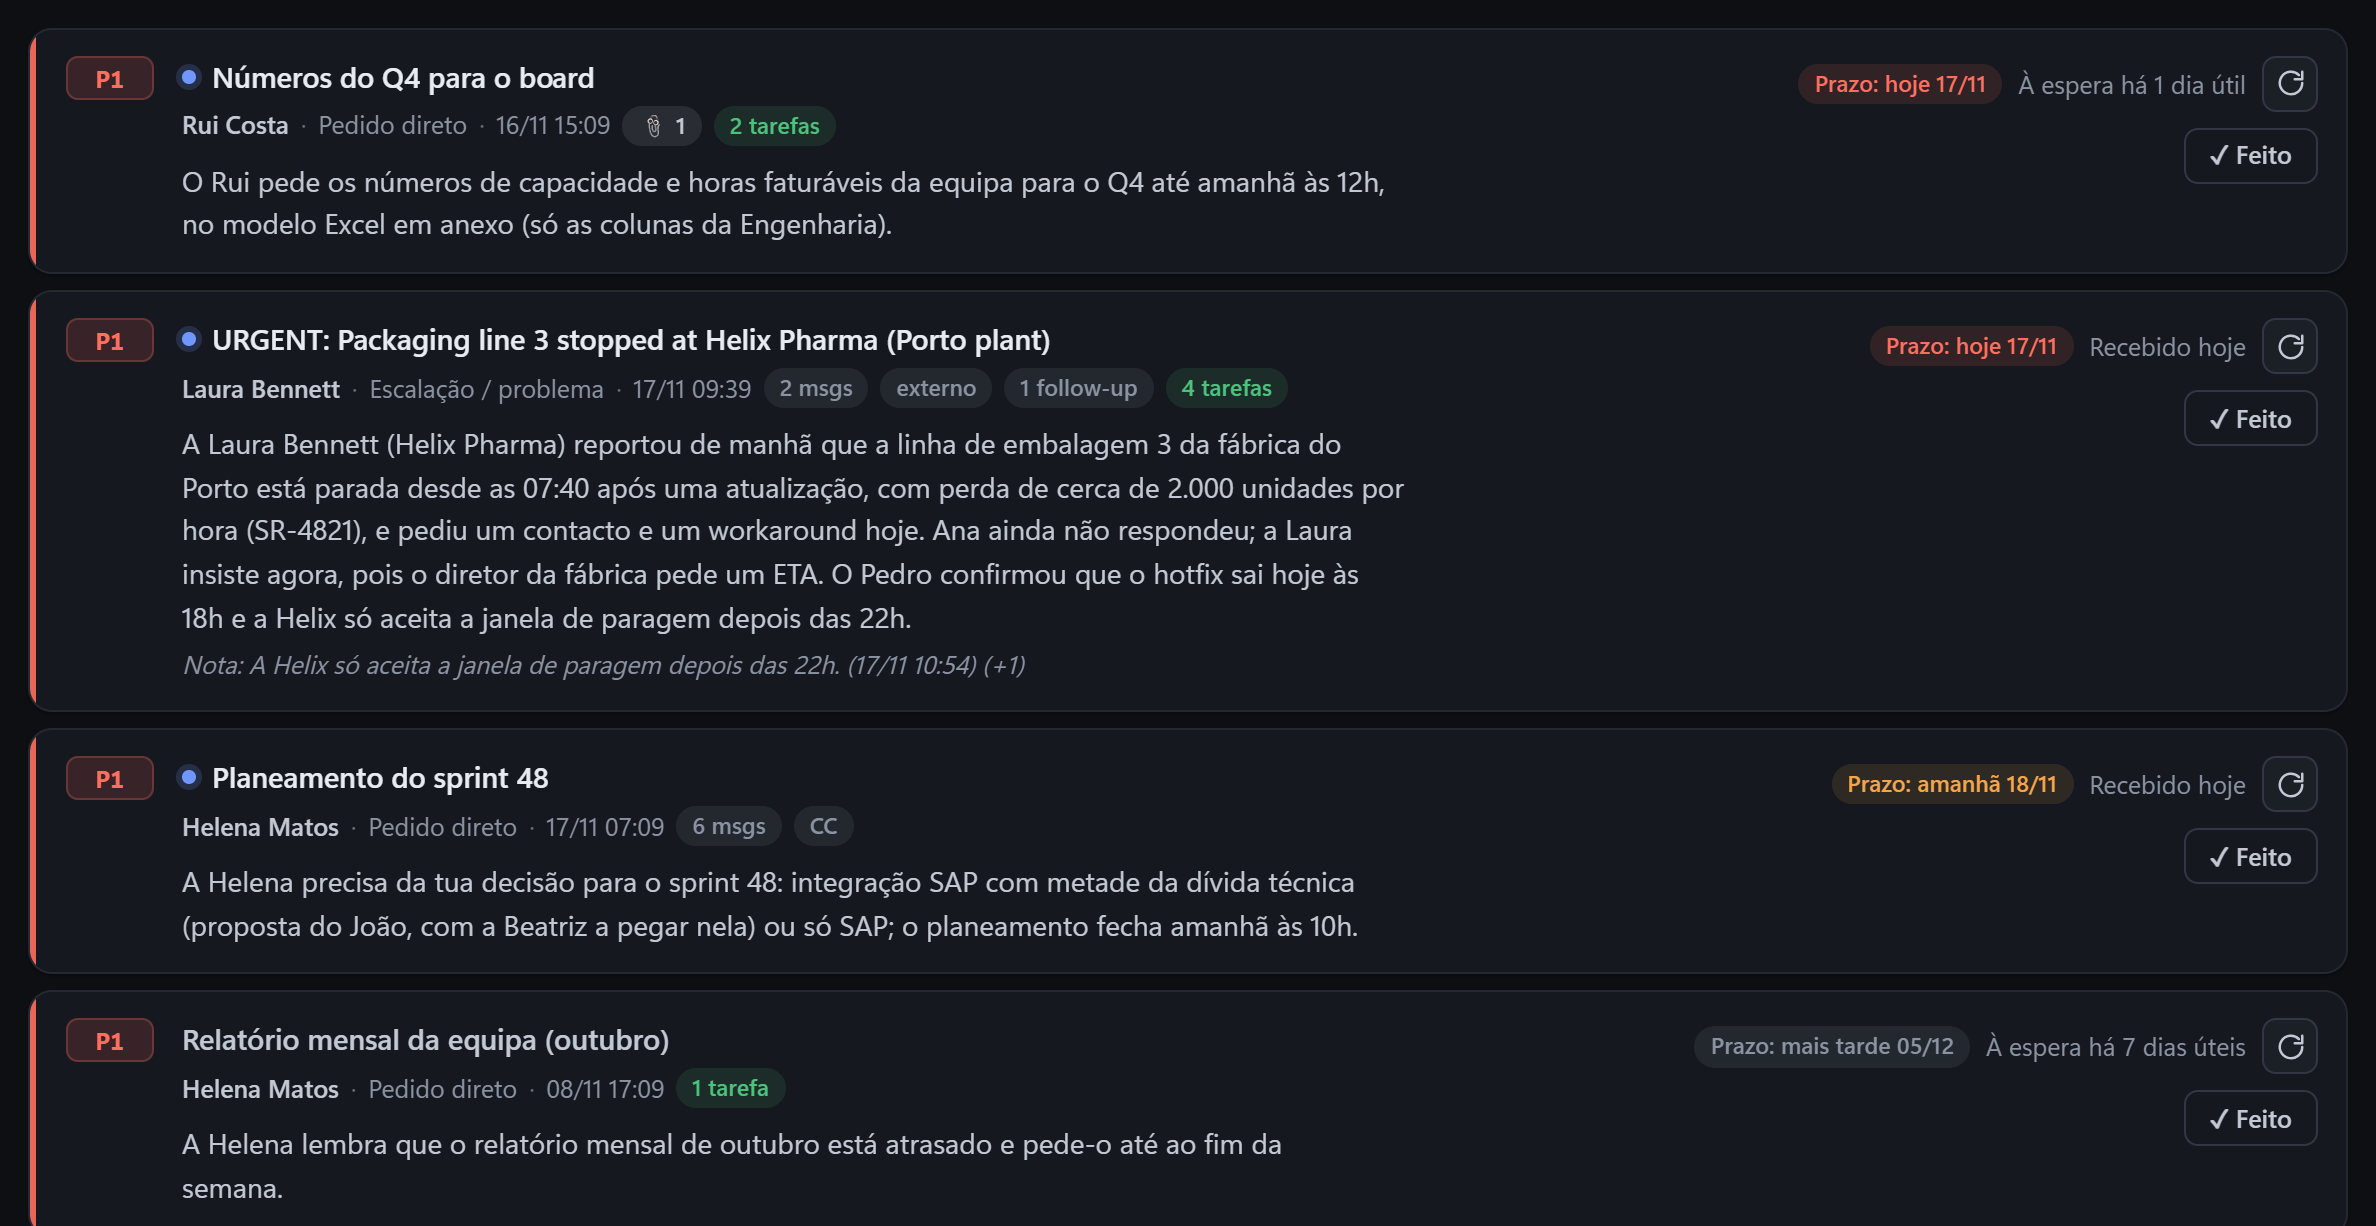 P1 Números do Q4 para o board Prazo: hoje 17/11 À espera há 1 dia útil
Rui Costa · Pedido direto · 16/11 15:09 1 2 tarefas
✓ Feito
O Rui pede os números de capacidade e horas faturáveis da equipa para o Q4 até amanhã às 12h,
no modelo Excel em anexo (só as colunas da Engenharia).
P1 URGENT: Packaging line 3 stopped at Helix Pharma (Porto plant) Prazo: hoje 17/11 Recebido hoje
Laura Bennett · Escalação / problema · 17/11 09:39 2 msgs externo 1 follow-up 4 tarefas
✓ Feito
A Laura Bennett (Helix Pharma) reportou de manhã que a linha de embalagem 3 da fábrica do
Porto está parada desde as 07:40 após uma atualização, com perda de cerca de 2.000 unidades por
hora (SR-4821), e pediu um contacto e um workaround hoje. Ana ainda não respondeu; a Laura
insiste agora, pois o diretor da fábrica pede um ETA. O Pedro confirmou que o hotfix sai hoje às
18h e a Helix só aceita a janela de paragem depois das 22h.
Nota: A Helix só aceita a janela de paragem depois das 22h. (17/11 10:54) (+1)
P1 Planeamento do sprint 48 Prazo: amanhã 18/11 Recebido hoje
Helena Matos · Pedido direto · 17/11 07:09 6 msgs CC
✓ Feito
A Helena precisa da tua decisão para o sprint 48: integração SAP com metade da dívida técnica
(proposta do João, com a Beatriz a pegar nela) ou só SAP; o planeamento fecha amanhã às 10h.
P1 Relatório mensal da equipa (outubro) Prazo: mais tarde 05/12 À espera há 7 dias úteis
Helena Matos · Pedido direto · 08/11 17:09 1 tarefa
✓ Feito
A Helena lembra que o relatório mensal de outubro está atrasado e pede-o até ao fim da
semana.